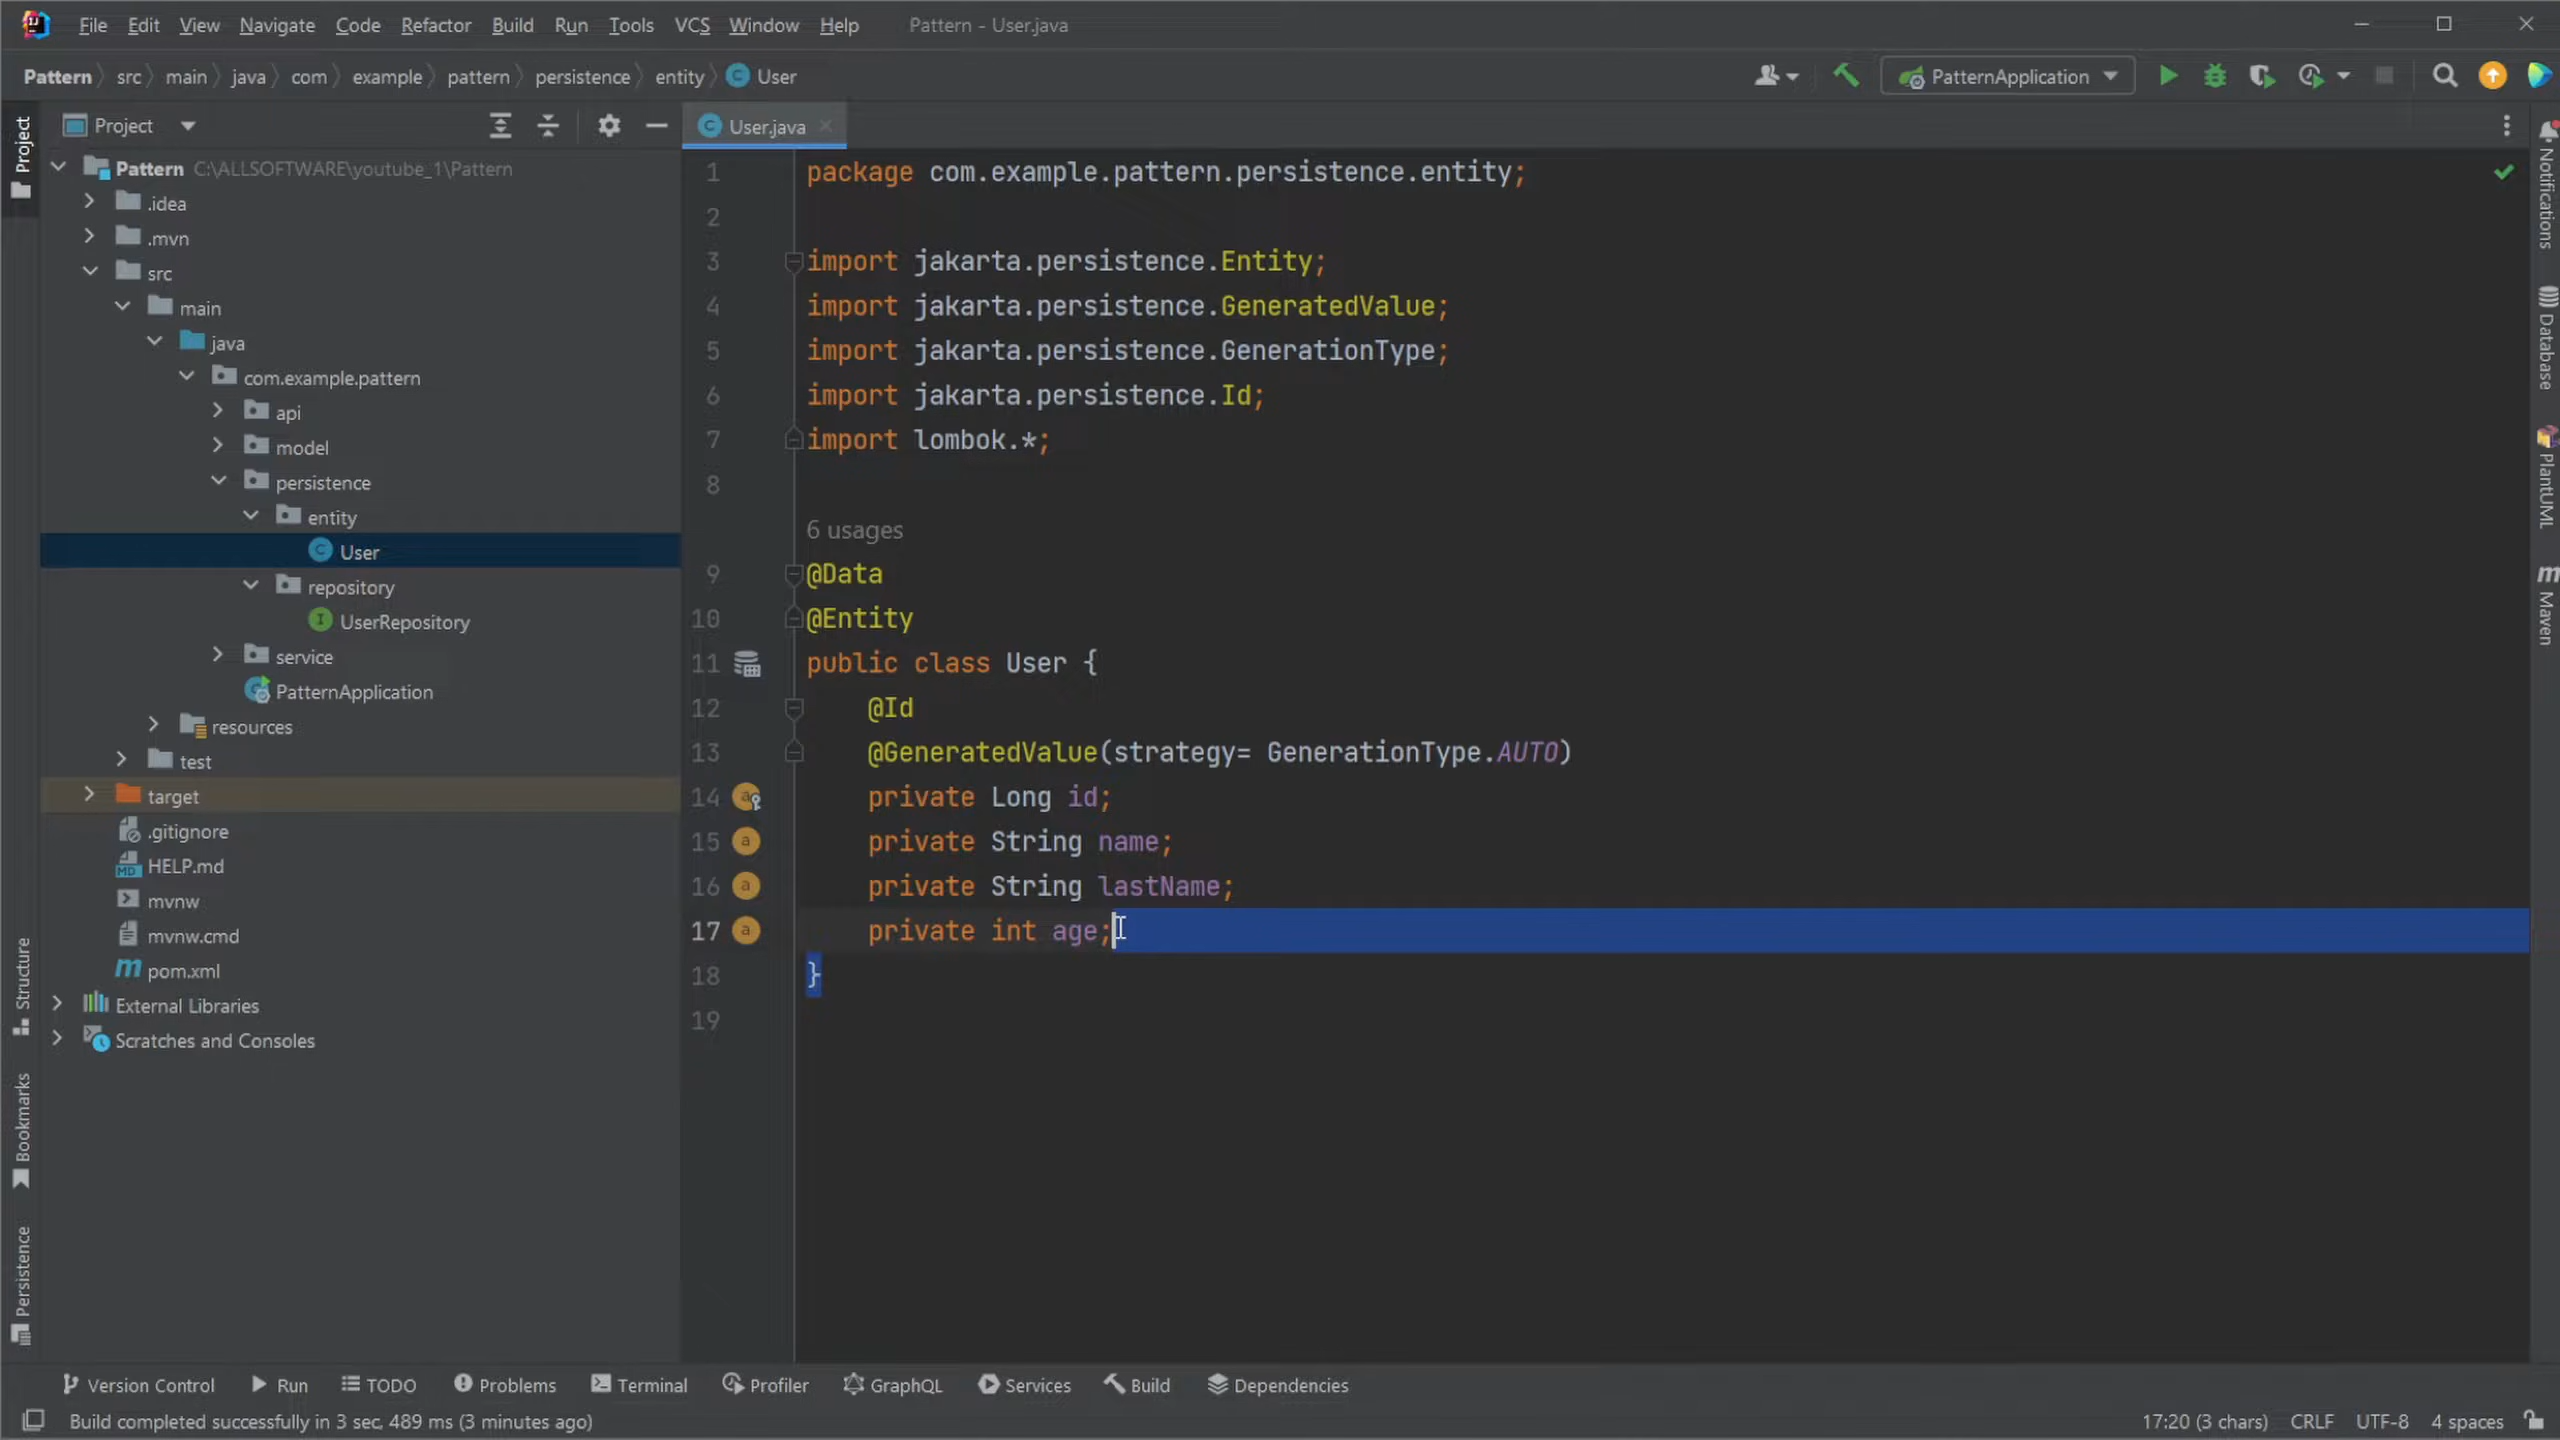 File Edit View Navigate Code Refactor Build Run Tools VCS Window Help Pattern - User.java
Pattern src main java com example pattern persistence entity User PatternApplication
Project
User.java
Pattern C:\ALLSOFTWARE\youtube_1\Pattern
.idea
.mvn
src
main
java
com.example.pattern
api
model
persistence
entity
User
repository
UserRepository
service
PatternApplication
resources
test
target
.gitignore
HELP.md
mvnw
mvnw.cmd
pom.xml
External Libraries
Scratches and Consoles
1 package com.example.pattern.persistence.entity;
2
3 import jakarta.persistence.Entity;
4 import jakarta.persistence.GeneratedValue;
5 import jakarta.persistence.GenerationType;
6 import jakarta.persistence.Id;
7 import lombok.*;
8
6 usages
9 @Data
10 @Entity
11 public class User {
12 @Id
13 @GeneratedValue(strategy= GenerationType.AUTO)
14 private Long id;
15 private String name;
16 private String lastName;
17 private int age;
18 }
19
Project
Structure
Bookmarks
Persistence
Notifications
Database
PlantUML
Maven
Version Control Run TODO Problems Terminal Profiler GraphQL Services Build Dependencies
Build completed successfully in 3 sec, 489 ms (3 minutes ago) 17:20 (3 chars) CRLF UTF-8 4 spaces